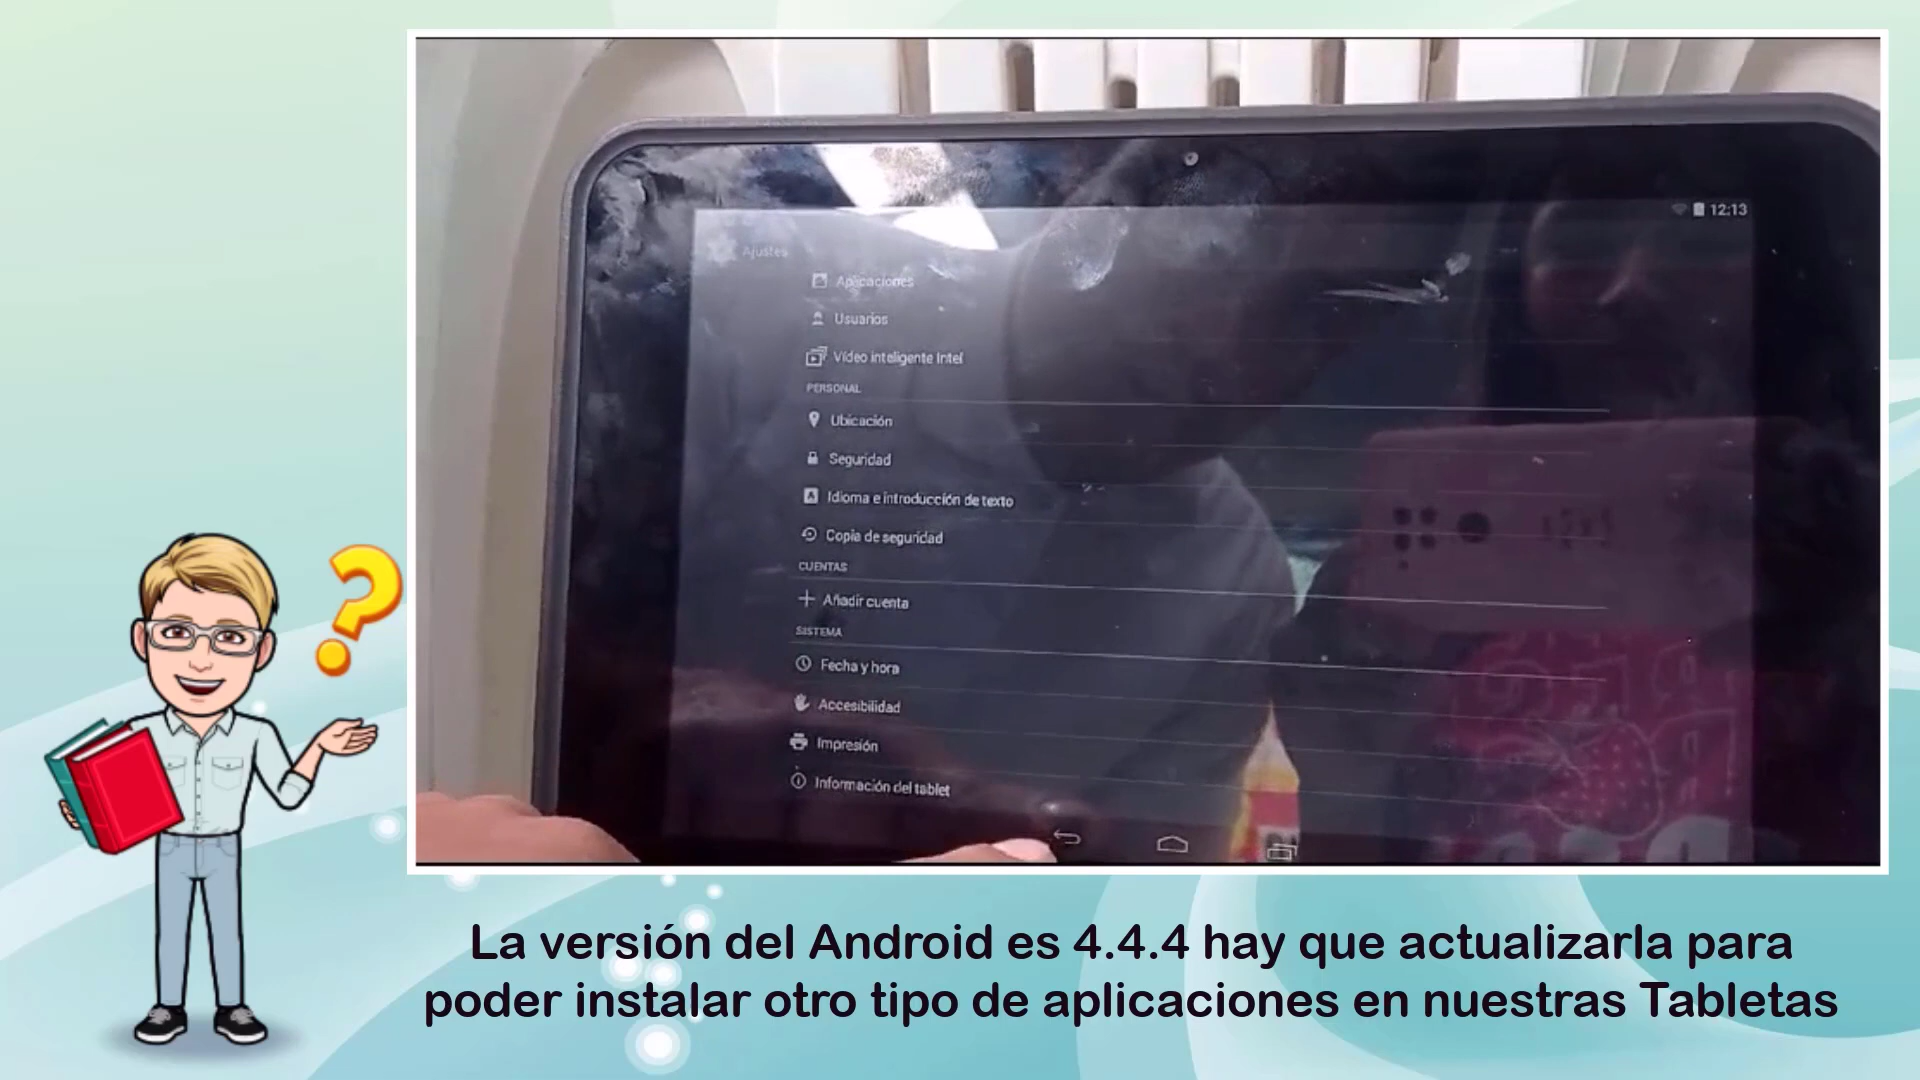 12:13
Ajustes
Aplicaciones
Usuarios
Vídeo inteligente Intel
PERSONAL
Ubicación
Seguridad
Idioma e introducción de texto
Copia de seguridad
CUENTAS
Añadir cuenta
SISTEMA
Fecha y hora
Accesibilidad
Impresión
Información del tablet
La versión del Android es 4.4.4 hay que actualizarla para
poder instalar otro tipo de aplicaciones en nuestras Tabletas